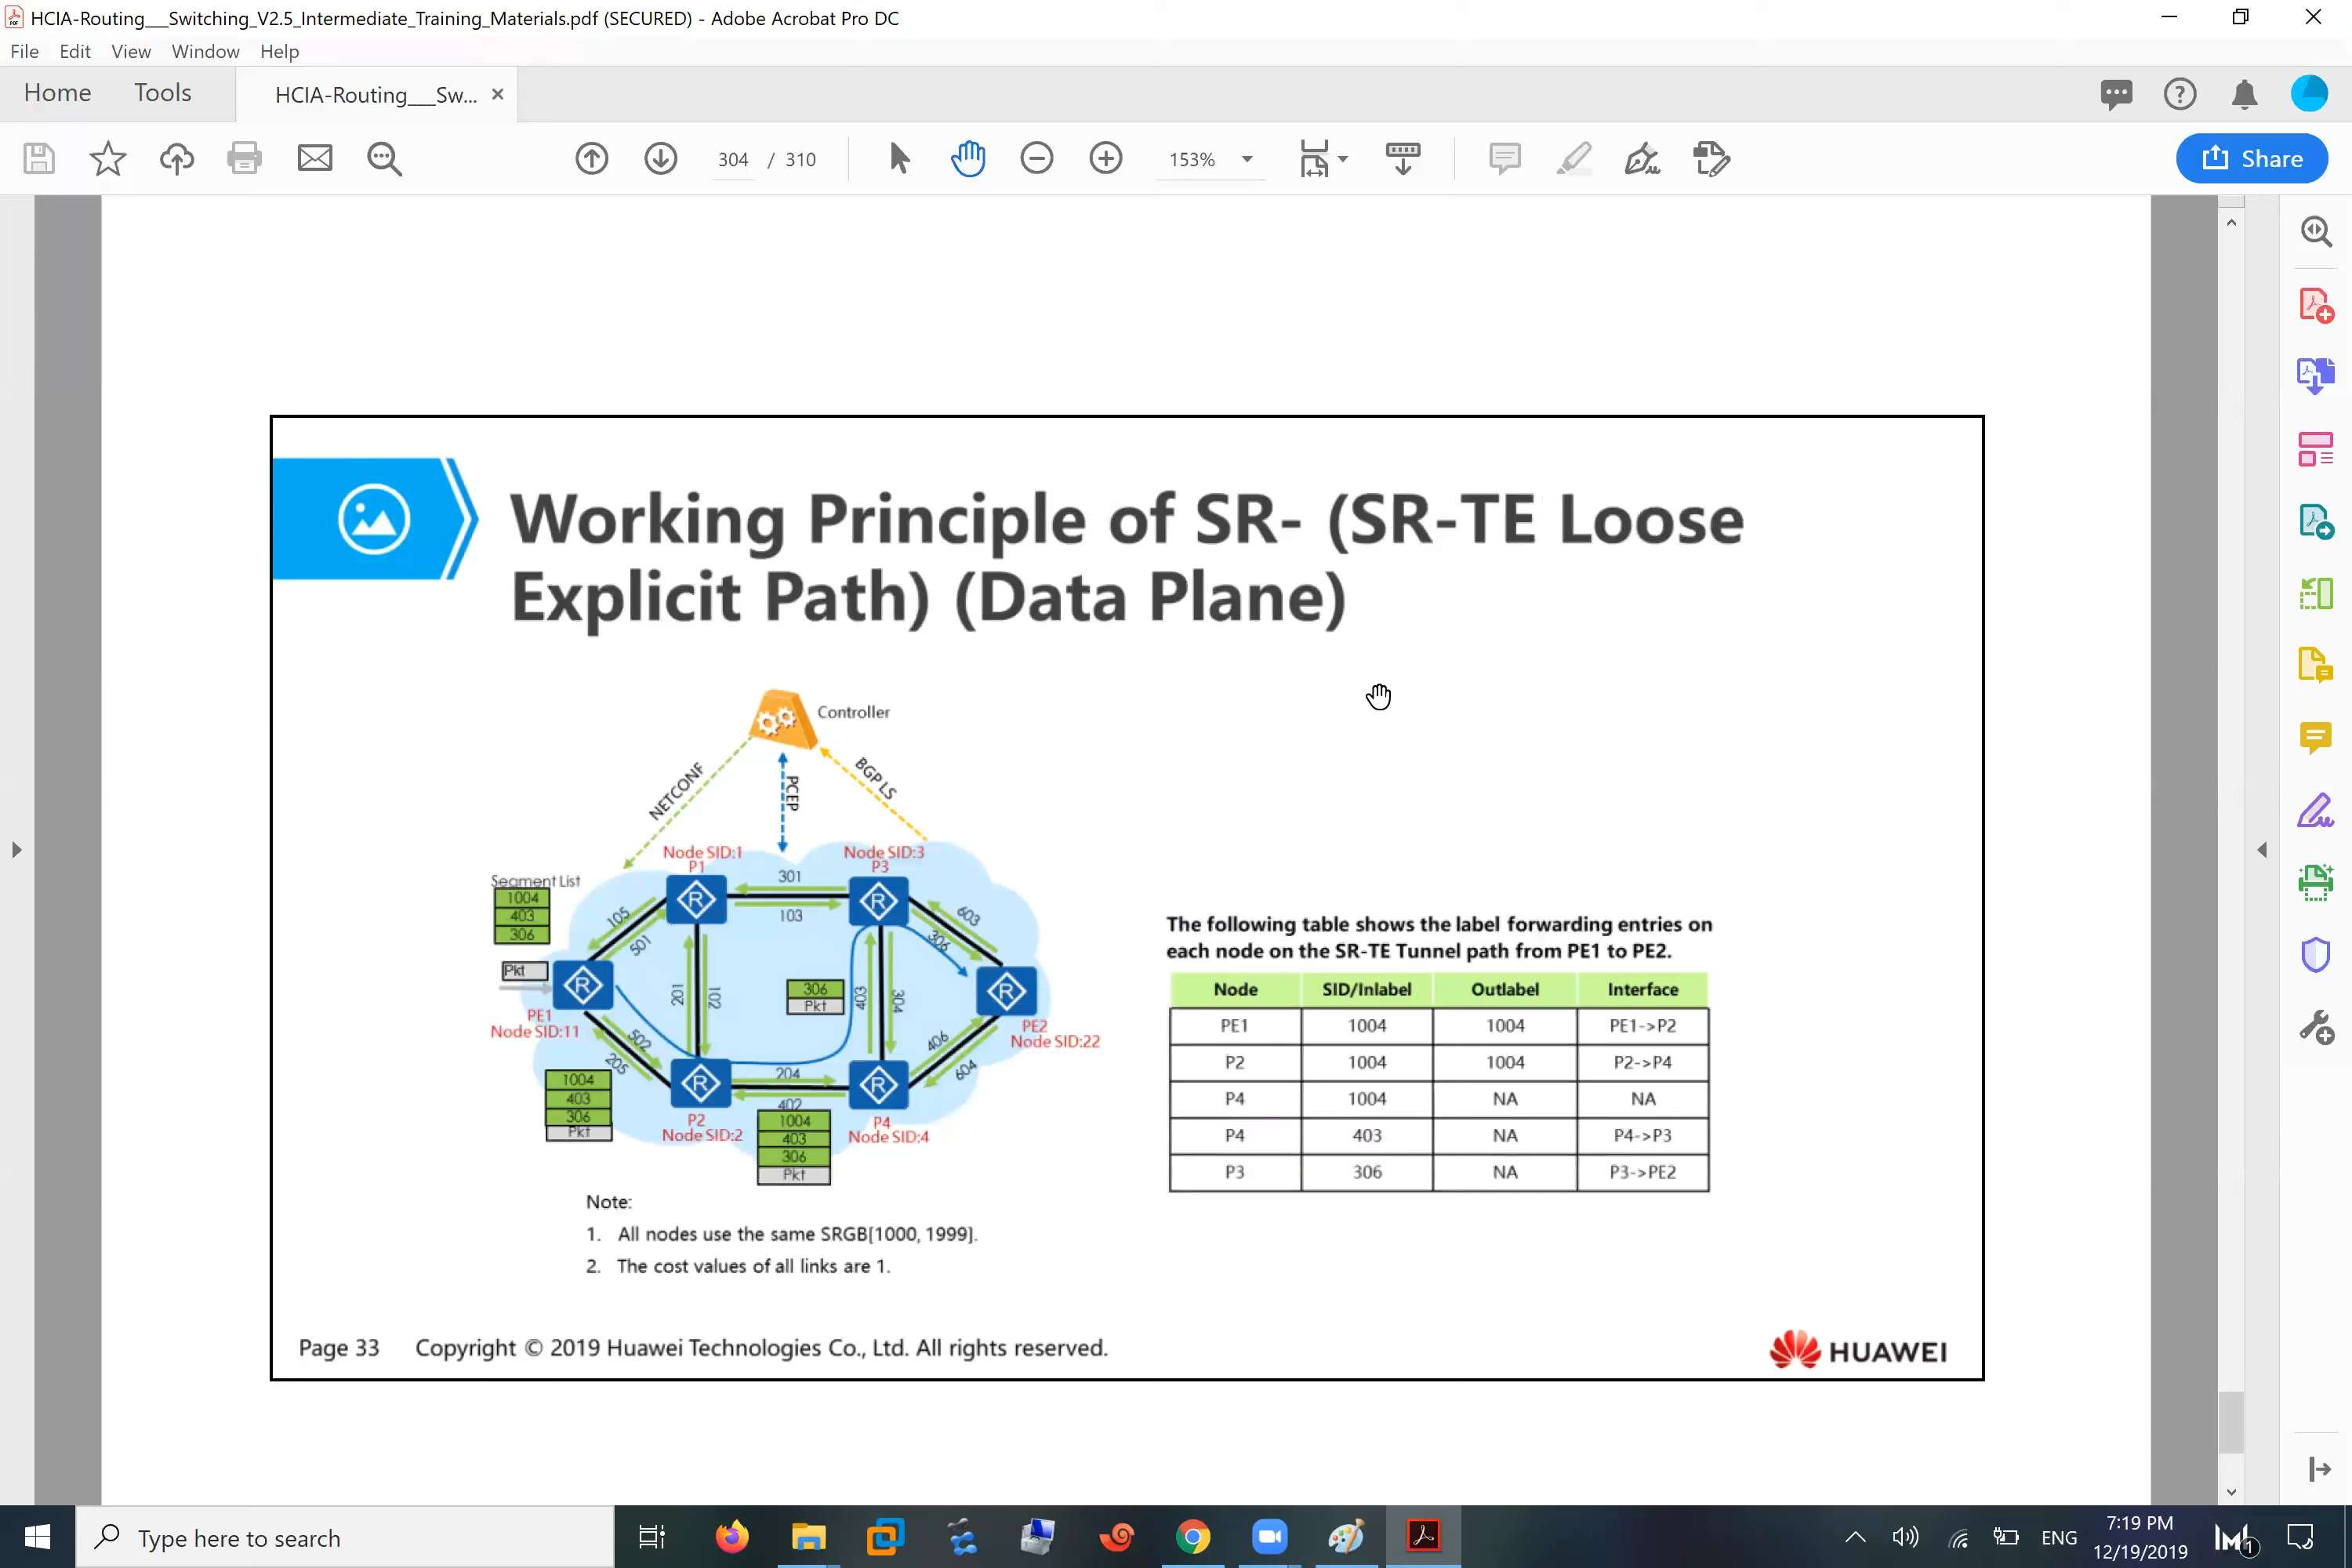 HCIA-Routing___Switching_V2.5_Intermediate_Training_Materials.pdf (SECURED) - Adobe Acrobat Pro DC
File Edit View Window Help
Home Tools HCIA-Routing___Sw... ×
304 / 310 153% Share
Working Principle of SR- (SR-TE Loose
Explicit Path) (Data Plane)
Controller
NETCONF
PCEP
BGP LS
Node SID:1
P1
Node SID:3
P3
Segment List
1004
403
306
Pkt
PE1
Node SID:11
105
501
301
103
603
306
201
102
306
Pkt
403
304
PE2
Node SID:22
502
205
204
402
406
604
1004
403
306
Pkt
P2
Node SID:2
1004
403
306
Pkt
P4
Node SID:4
Note:
1. All nodes use the same SRGB[1000, 1999].
2. The cost values of all links are 1.
The following table shows the label forwarding entries on
each node on the SR-TE Tunnel path from PE1 to PE2.
Node SID/Inlabel Outlabel Interface
PE1 1004 1004 PE1->P2
P2 1004 1004 P2->P4
P4 1004 NA NA
P4 403 NA P4->P3
P3 306 NA P3->PE2
Page 33 Copyright © 2019 Huawei Technologies Co., Ltd. All rights reserved.
HUAWEI
Type here to search
ENG
7:19 PM
12/19/2019
1